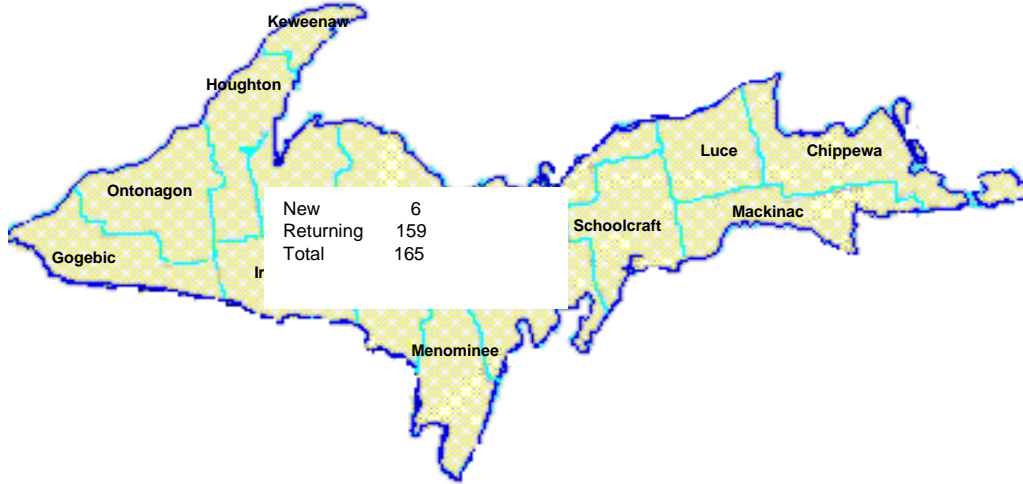 Keweenaw
Houghton
Luce
Chippewa
Ontonagon
New 6
Returning 159
Total 165
Mackinac
Schoolcraft
Gogebic
Menominee